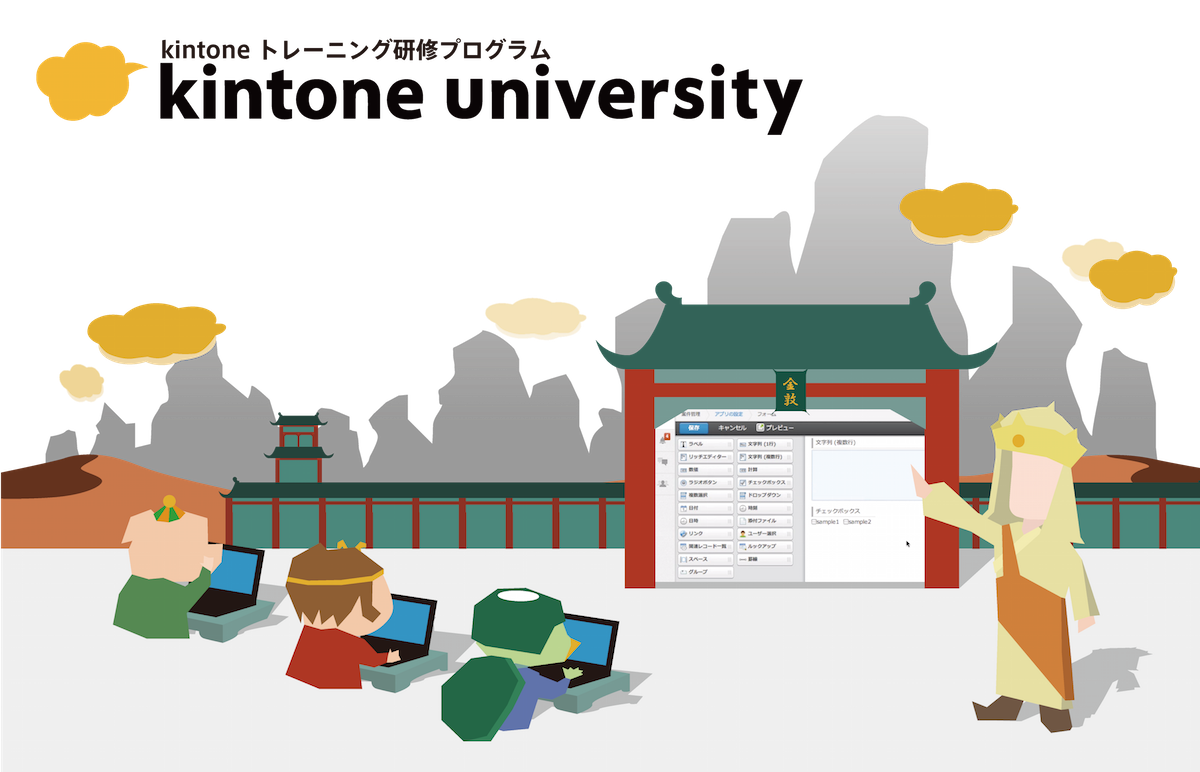 kintone トレーニング研修プログラム
kintone university
金敦
案件管理 アプリの設定 フォーム
保存 キャンセル プレビュー
ラベル 文字列 (1行)
リッチエディター 文字列 (複数行)
数値 計算
ラジオボタン チェックボックス
複数選択 ドロップダウン
日付 時刻
日時 添付ファイル
リンク ユーザー選択
関連レコード一覧 ルックアップ
スペース 罫線
グループ
文字列 (複数行)
チェックボックス
sample1 sample2